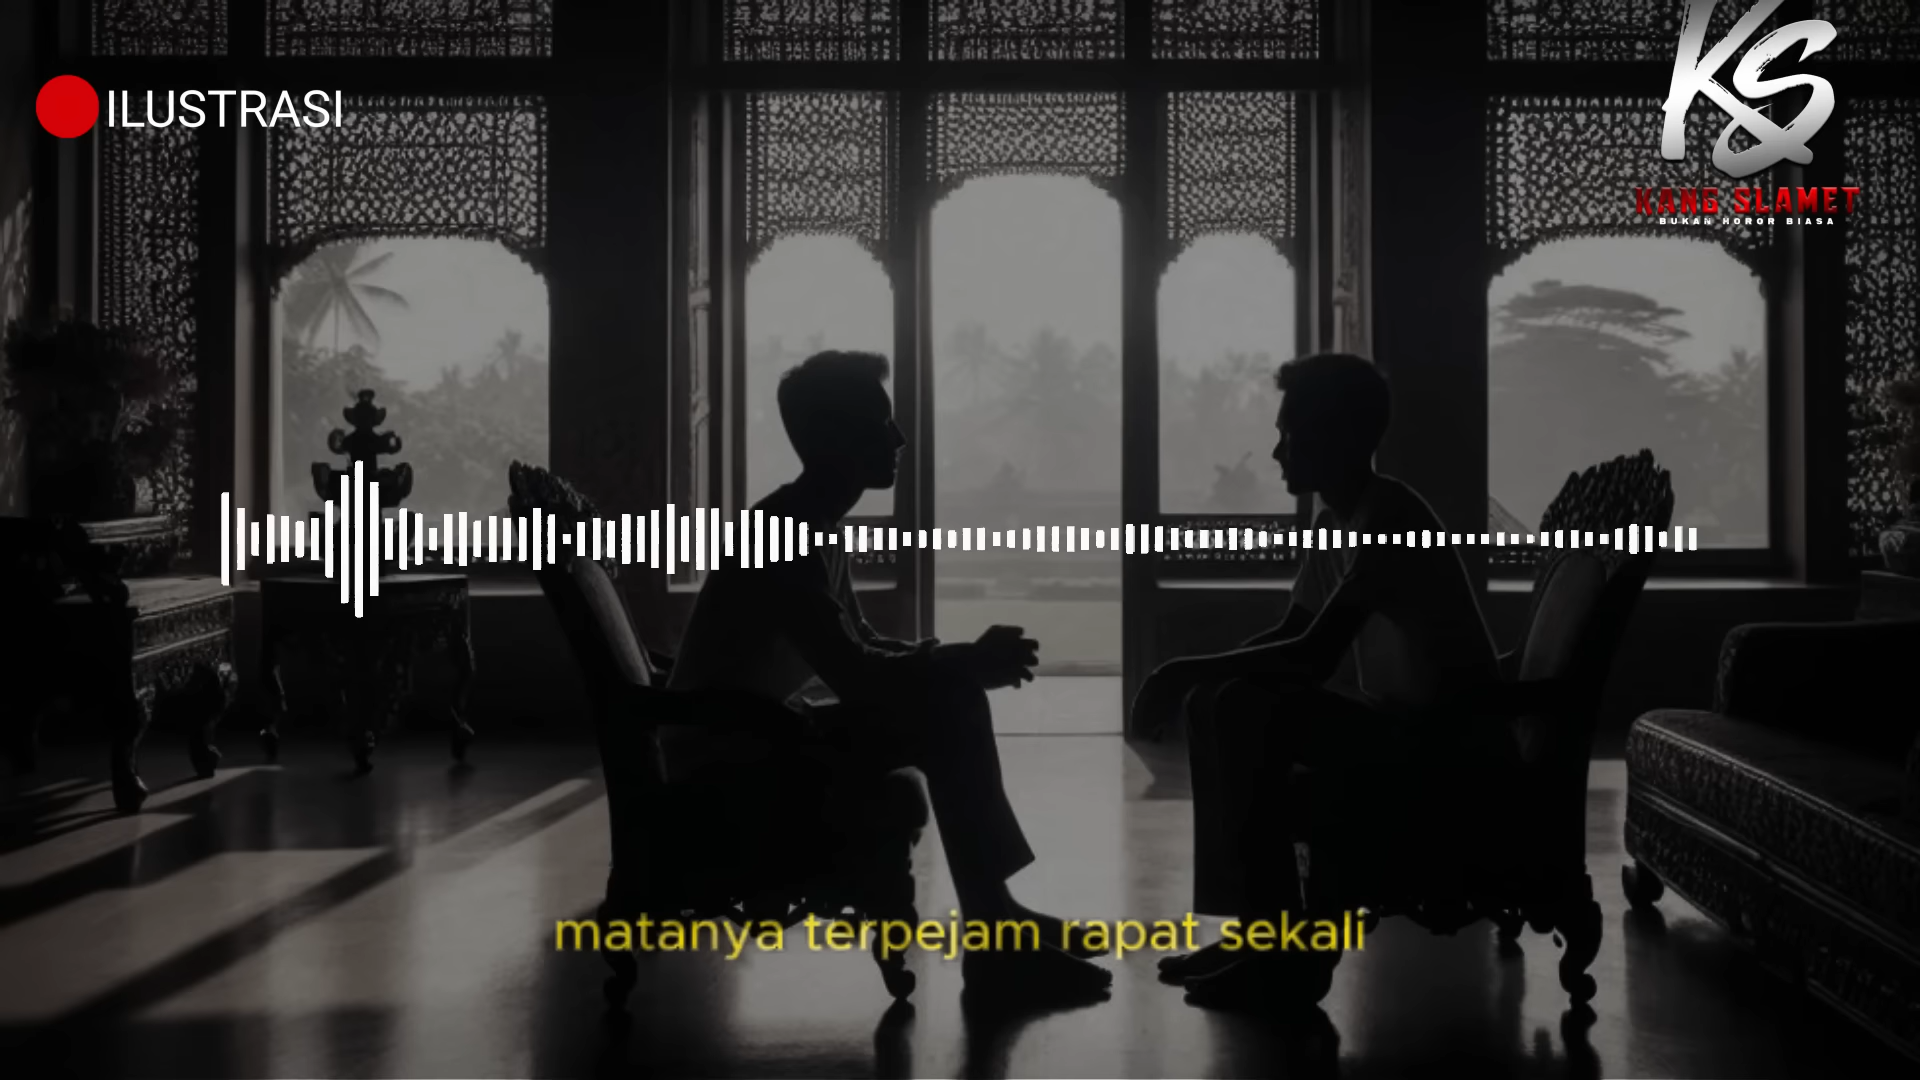 ILUSTRASI
KS
KANG SLAMET
BUKAN HOROR BIASA
matanya terpejam rapat sekali